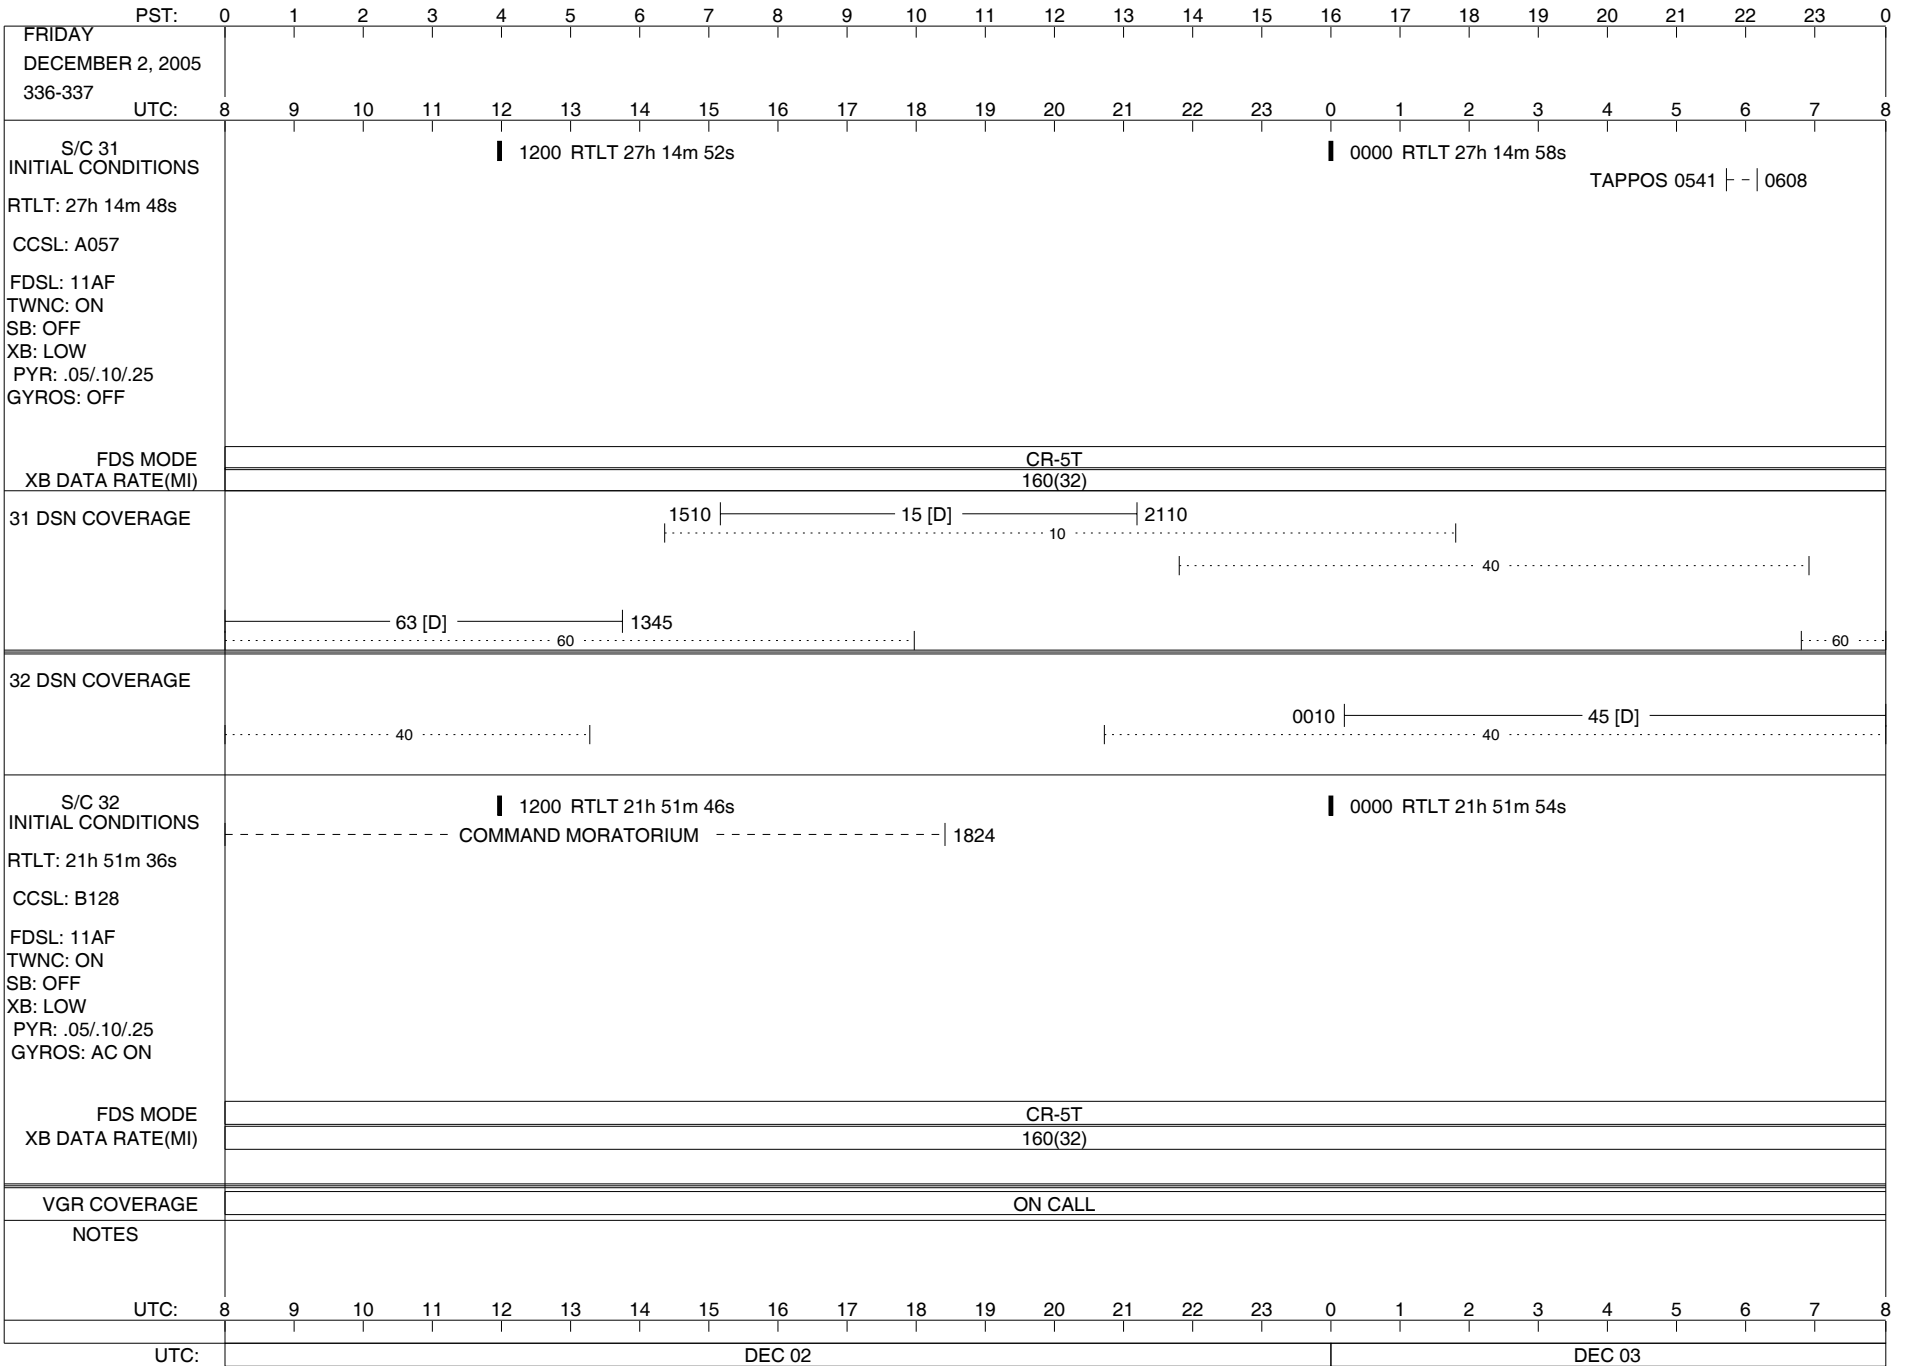 PST: 0 1 2 3 4 5 6 7 8 9 10 11 12 13 14 15 16 17 18 19 20 21 22 23 0
FRIDAY
DECEMBER 2, 2005
336-337
UTC: 8 9 10 11 12 13 14 15 16 17 18 19 20 21 22 23 0 1 2 3 4 5 6 7 8
S/C 31
INITIAL CONDITIONS
1200 RTLT 27h 14m 52s
0000 RTLT 27h 14m 58s
TAPPOS 0541 0608
RTLT: 27h 14m 48s
CCSL: A057
FDSL: 11AF
TWNC: ON
SB: OFF
XB: LOW
PYR: .05/.10/.25
GYROS: OFF
FDS MODE CR-5T
XB DATA RATE(MI) 160(32)
31 DSN COVERAGE
1510 15 [D] 2110
10
40
63 [D] 1345
60 60
32 DSN COVERAGE
0010 45 [D]
40 40
S/C 32
INITIAL CONDITIONS
1200 RTLT 21h 51m 46s
0000 RTLT 21h 51m 54s
COMMAND MORATORIUM 1824
RTLT: 21h 51m 36s
CCSL: B128
FDSL: 11AF
TWNC: ON
SB: OFF
XB: LOW
PYR: .05/.10/.25
GYROS: AC ON
FDS MODE CR-5T
XB DATA RATE(MI) 160(32)
VGR COVERAGE ON CALL
NOTES
UTC: 8 9 10 11 12 13 14 15 16 17 18 19 20 21 22 23 0 1 2 3 4 5 6 7 8
UTC: DEC 02 DEC 03